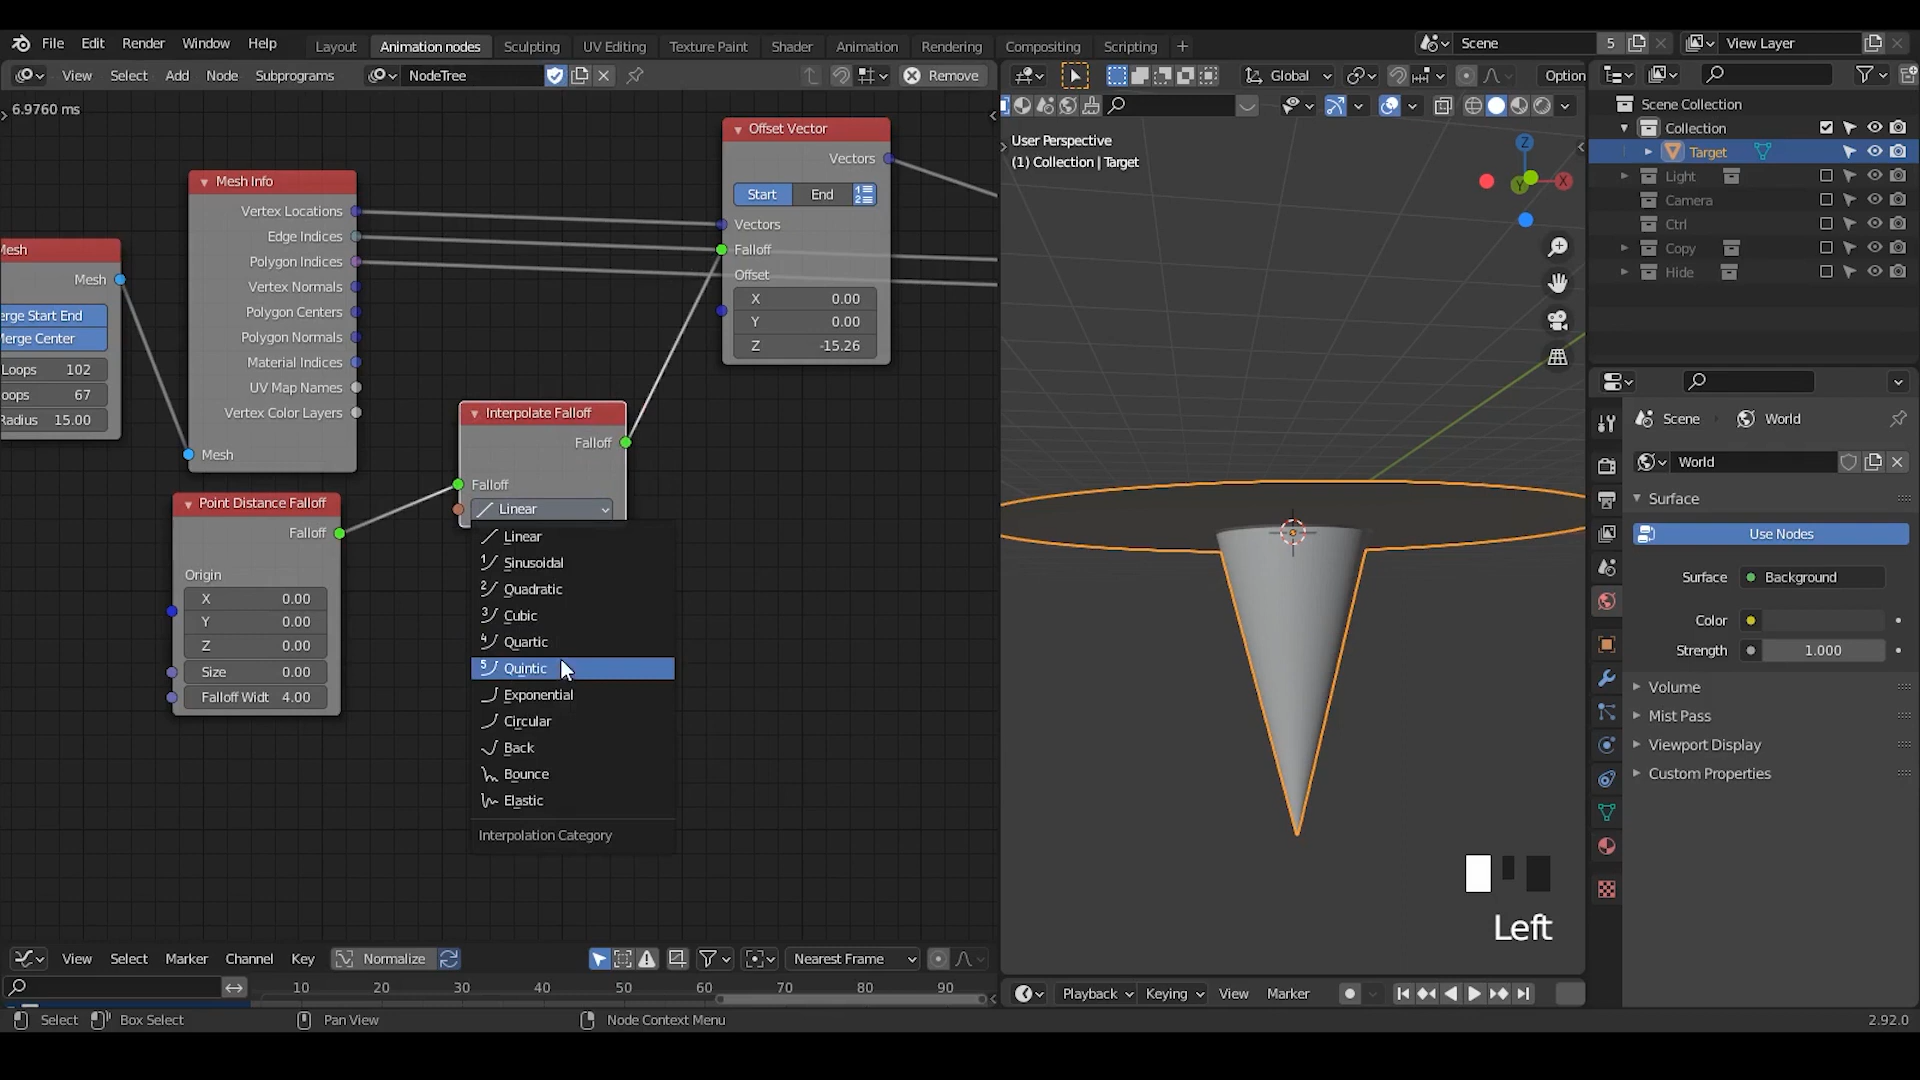 File Edit Render Window Help Layout Animation nodes Sculpting UV Editing Texture Paint Shader Animation Rendering Compositing Scripting + Scene 5 View Layer
View Select Add Node Subprograms NodeTree Remove Global Option
6.9760 ms
User Perspective
(1) Collection | Target
Z
X
Y
Scene Collection
Collection
Target
Light
Camera
Ctrl
Copy
Hide
Mesh
Mesh
erge Start End
Merge Center
Loops 102
oops 67
Radius 15.00
Mesh Info
Vertex Locations
Edge Indices
Polygon Indices
Vertex Normals
Polygon Centers
Polygon Normals
Material Indices
UV Map Names
Vertex Color Layers
Mesh
Offset Vector
Vectors
Start End
Vectors
Falloff
Offset
X 0.00
Y 0.00
Z -15.26
Point Distance Falloff
Falloff
Origin
X 0.00
Y 0.00
Z 0.00
Size 0.00
Falloff Widt 4.00
Interpolate Falloff
Falloff
Falloff
Linear
Linear
1 Sinusoidal
2 Quadratic
3 Cubic
4 Quartic
5 Quintic
Exponential
Circular
Back
Bounce
Elastic
Interpolation Category
Scene World
World
Surface
Use Nodes
Surface Background
Color
Strength 1.000
Volume
Mist Pass
Viewport Display
Custom Properties
Left
View Select Marker Channel Key Normalize Nearest Frame
10 20 30 40 50 60 70 80 90
Playback Keying View Marker
Select Box Select Pan View Node Context Menu 2.92.0